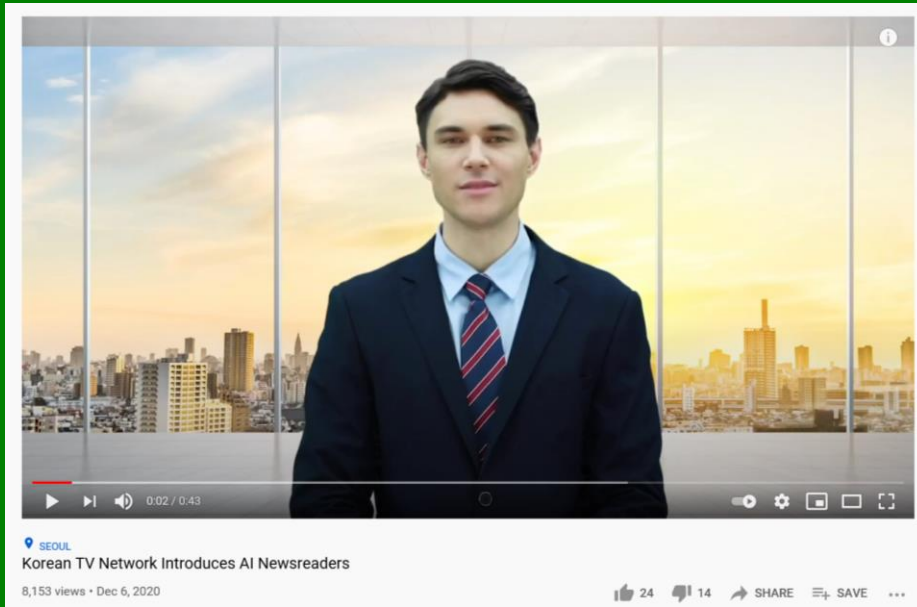 0:02 / 0:43
SEOUL
Korean TV Network Introduces AI Newsreaders
8,153 views • Dec 6, 2020
24
14
SHARE
SAVE